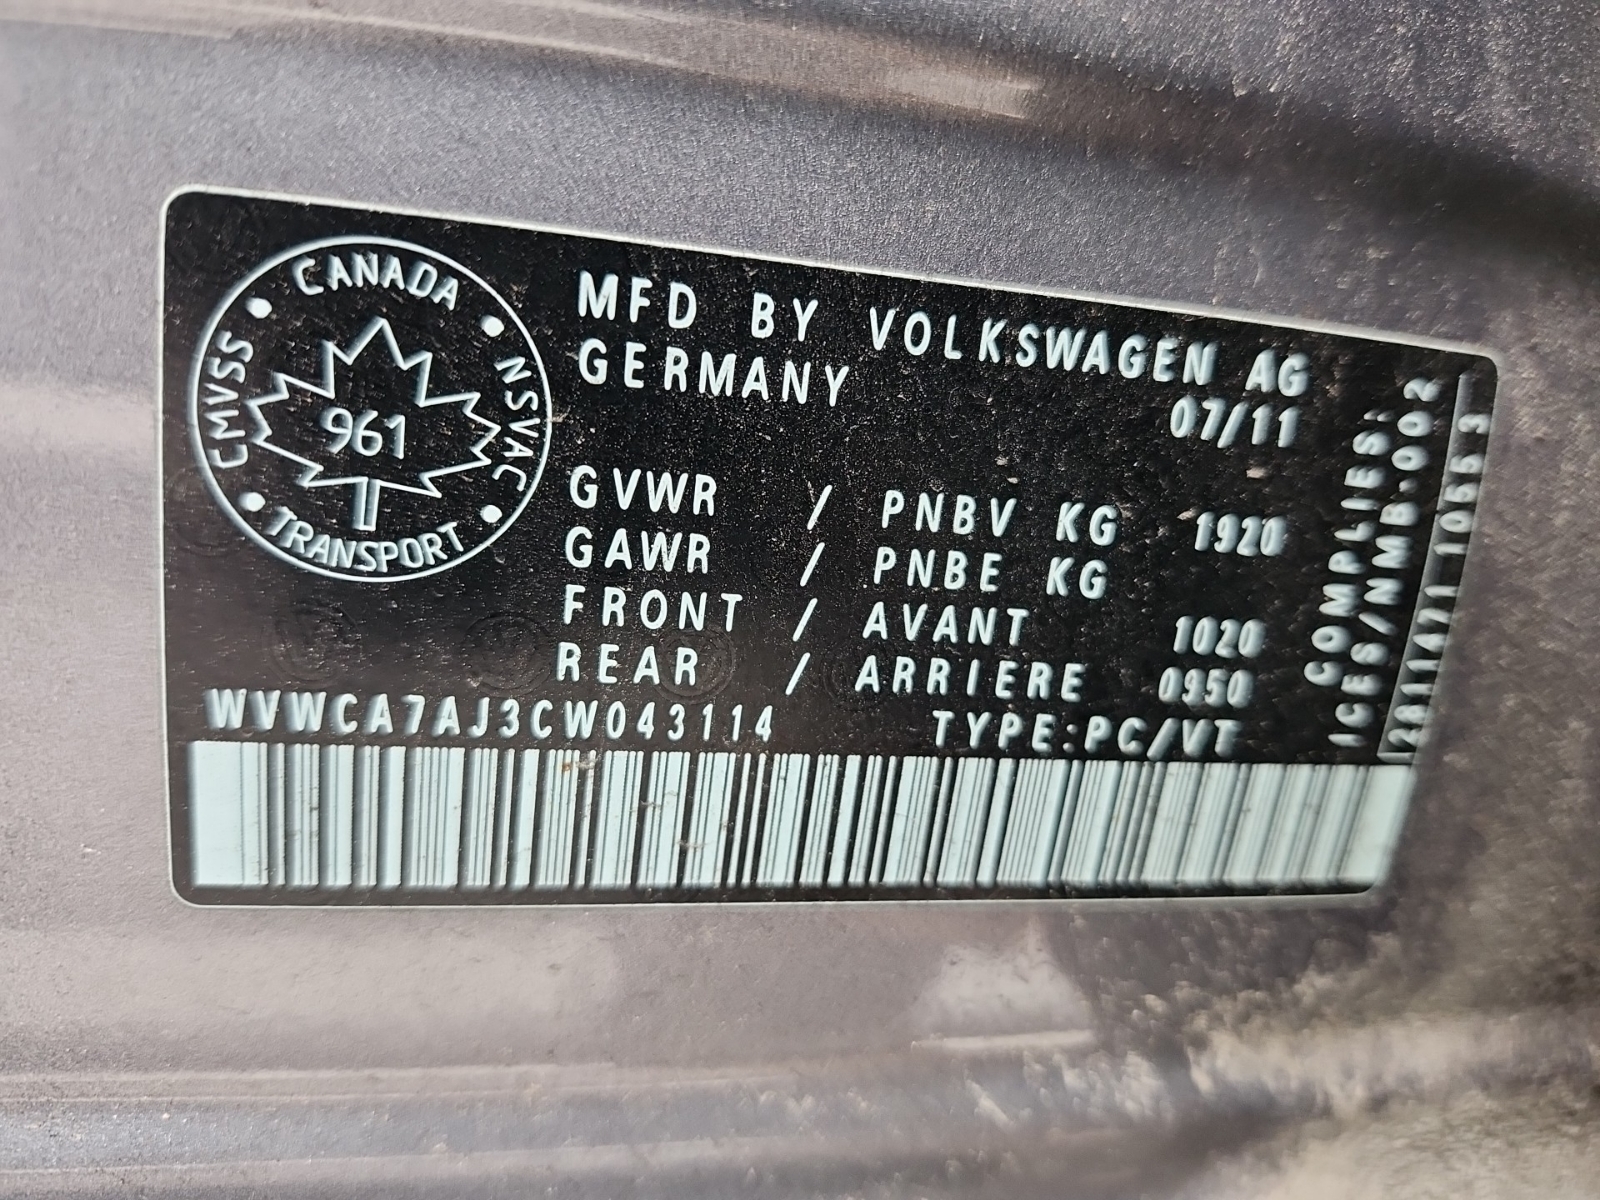 CANADA
CMVSS
NSVAC
961
TRANSPORT
MFD BY VOLKSWAGEN AG
GERMANY
07/11
GVWR / PNBV KG 1920
GAWR / PNBE KG
FRONT / AVANT 1020
REAR / ARRIERE 0950
WVWCA7AJ3CW043114 TYPE:PC/VT
COMPLIES:
ICES/NMB.002